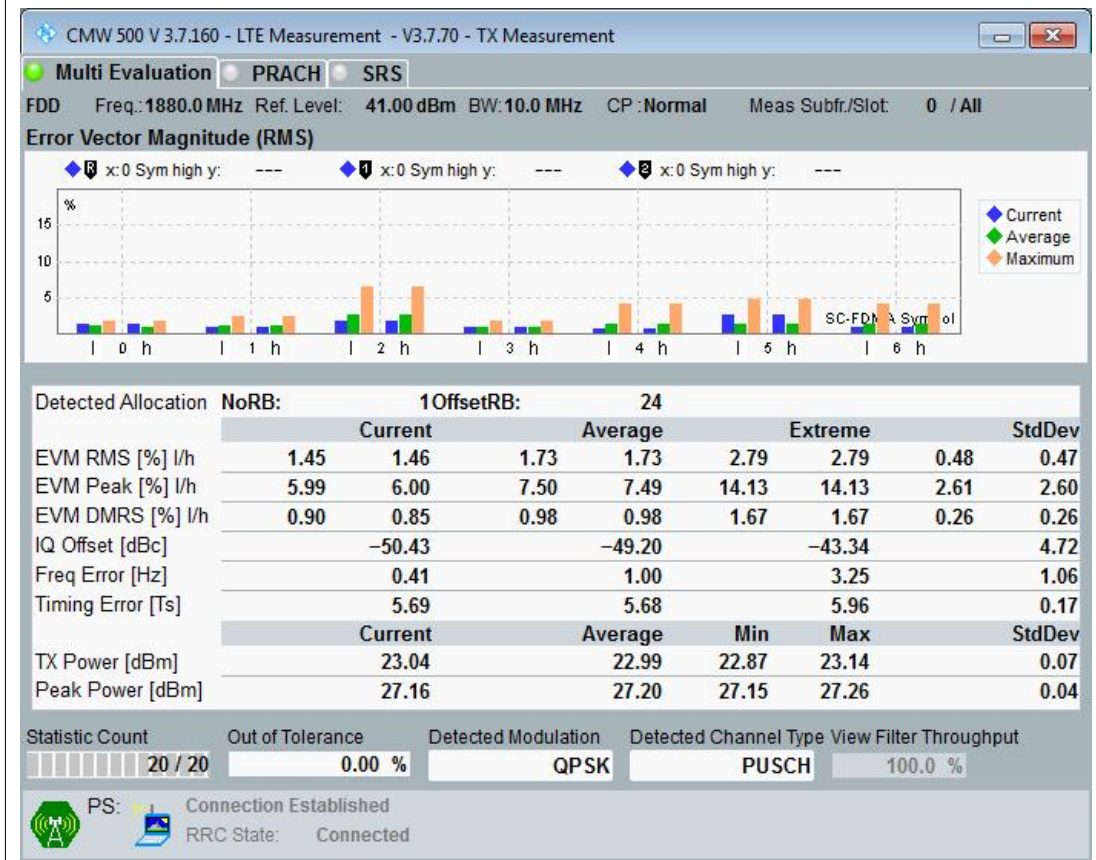 CMW 500 V 3.7.160 - LTE Measurement - V3.7.70 - TX Measurement
Multi Evaluation PRACH SRS
FDD Freq.: 1880.0 MHz Ref. Level: 41.00 dBm BW: 10.0 MHz CP : Normal Meas Subfr./Slot: 0 / All
Error Vector Magnitude (RMS)
R x: 0 Sym high y: --- 1 x: 0 Sym high y: --- 2 x: 0 Sym high y: ---
%
15
10
5
Current
Average
Maximum
SC-FDMA Symbol
l 0 h l 1 h l 2 h l 3 h l 4 h l 5 h l 6 h
Detected Allocation NoRB: 1 OffsetRB: 24
Current Average Extreme StdDev
EVM RMS [%] l/h 1.45 1.46 1.73 1.73 2.79 2.79 0.48 0.47
EVM Peak [%] l/h 5.99 6.00 7.50 7.49 14.13 14.13 2.61 2.60
EVM DMRS [%] l/h 0.90 0.85 0.98 0.98 1.67 1.67 0.26 0.26
IQ Offset [dBc] −50.43 −49.20 −43.34 4.72
Freq Error [Hz] 0.41 1.00 3.25 1.06
Timing Error [Ts] 5.69 5.68 5.96 0.17
Current Average Min Max StdDev
TX Power [dBm] 23.04 22.99 22.87 23.14 0.07
Peak Power [dBm] 27.16 27.20 27.15 27.26 0.04
Statistic Count Out of Tolerance Detected Modulation Detected Channel Type View Filter Throughput
20 / 20 0.00 % QPSK PUSCH 100.0 %
PS: Connection Established
RRC State: Connected